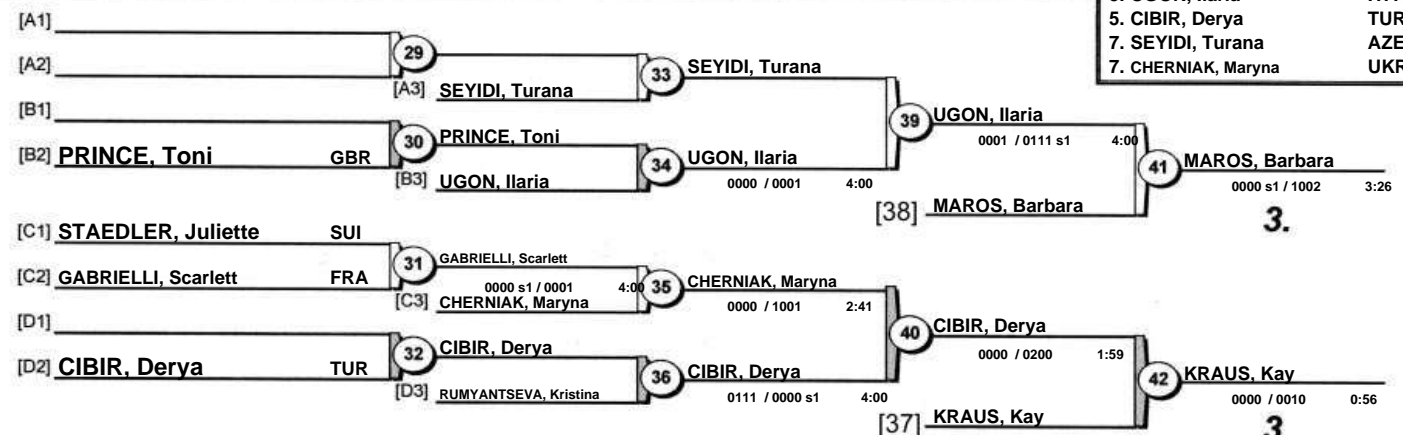 5. CIBIR, Derya TUR
7. SEYIDI, Turana AZE
7. CHERNIAK, Maryna UKR
[A1]
29
[A2]
[A3] SEYIDI, Turana
33 SEYIDI, Turana
[B1]
30 PRINCE, Toni
[B2] PRINCE, Toni GBR
[B3] UGON, Ilaria
34 UGON, Ilaria
0000 / 0001 4:00
39 UGON, Ilaria
0001 / 0111 s1 4:00
[38] MAROS, Barbara
41 MAROS, Barbara
0000 s1 / 1002 3:26
3.
[C1] STAEDLER, Juliette SUI
31 GABRIELLI, Scarlett
0000 s1 / 0001 4:00
[C2] GABRIELLI, Scarlett FRA
[C3] CHERNIAK, Maryna
35 CHERNIAK, Maryna
0000 / 1001 2:41
[D1]
32 CIBIR, Derya
[D2] CIBIR, Derya TUR
[D3] RUMYANTSEVA, Kristina
36 CIBIR, Derya
0111 / 0000 s1 4:00
40 CIBIR, Derya
0000 / 0200 1:59
[37] KRAUS, Kay
42 KRAUS, Kay
0000 / 0010 0:56
3